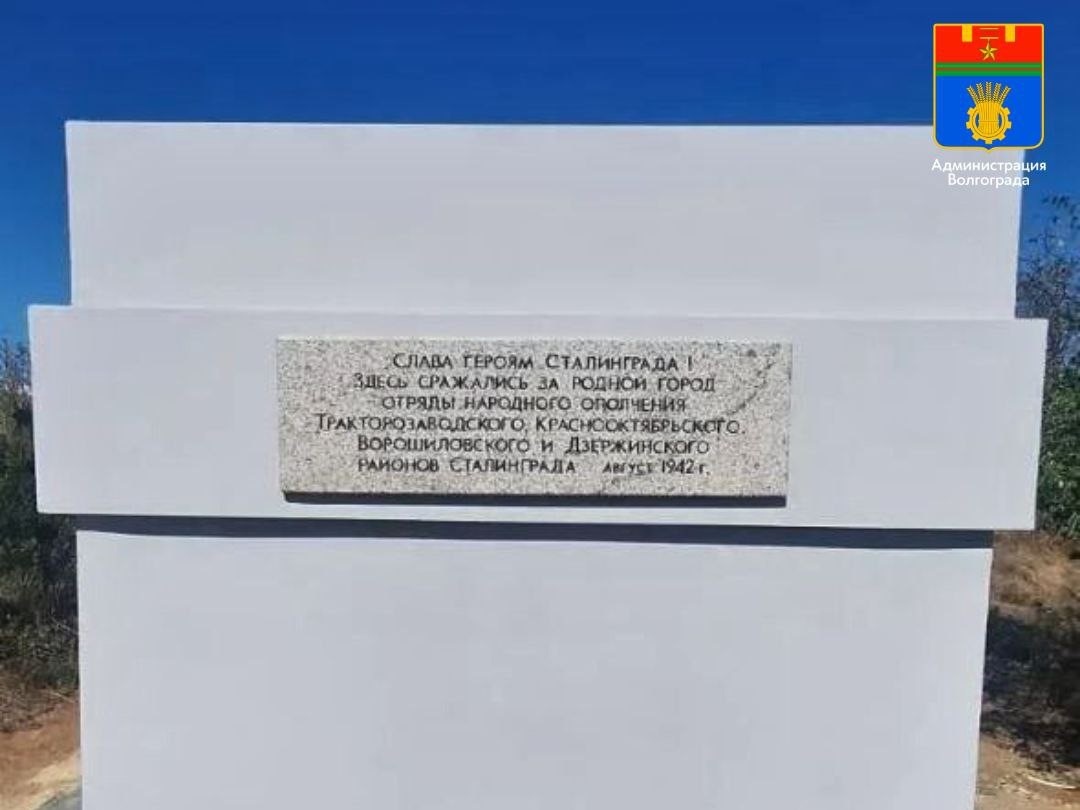 Администрация
Волгограда
Слава героям Сталинграда!
Здесь сражались за родной город
отряды народного ополчения
Тракторозаводского, Краснооктябрьского,
Ворошиловского и Дзержинского
районов Сталинграда август 1942 г.